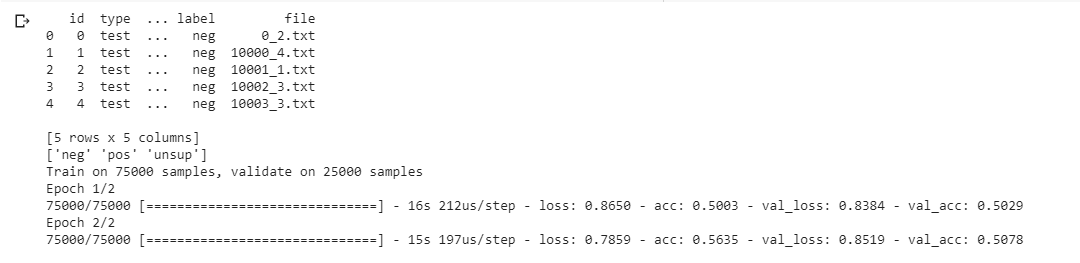 id type ... label file
0 0 test ... neg 0_2.txt
1 1 test ... neg 10000_4.txt
2 2 test ... neg 10001_1.txt
3 3 test ... neg 10002_3.txt
4 4 test ... neg 10003_3.txt
[5 rows x 5 columns]
['neg' 'pos' 'unsup']
Train on 75000 samples, validate on 25000 samples
Epoch 1/2
75000/75000 [==============================] - 16s 212us/step - loss: 0.8650 - acc: 0.5003 - val_loss: 0.8384 - val_acc: 0.5029
Epoch 2/2
75000/75000 [==============================] - 15s 197us/step - loss: 0.7859 - acc: 0.5635 - val_loss: 0.8519 - val_acc: 0.5078